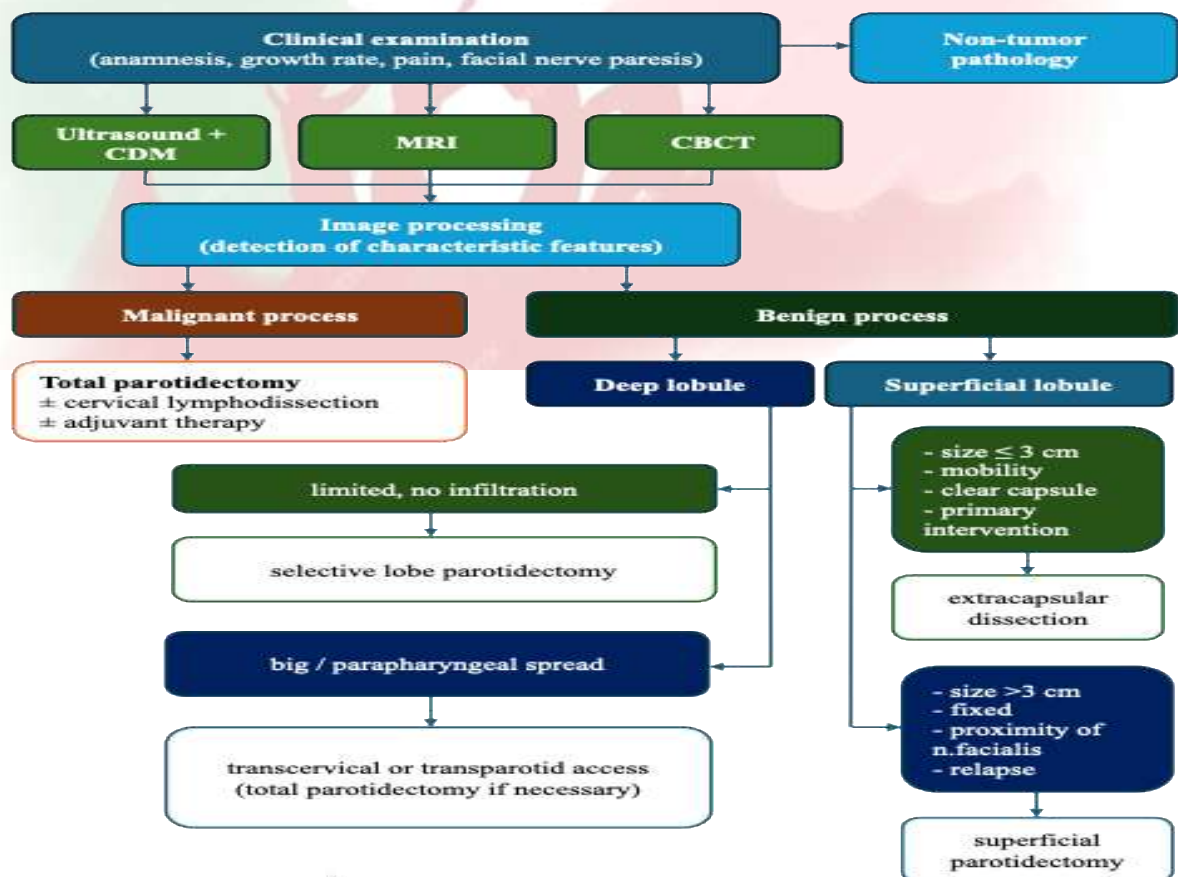 Clinical examination
(anamnesis, growth rate, pain, facial nerve paresis)
Non-tumor
pathology
Ultrasound +
CDM
MRI
CBCT
Image processing
(detection of characteristic features)
Malignant process
Benign process
Total parotidectomy
± cervical lymphodissection
± adjuvant therapy
Deep lobule
Superficial lobule
- size ≤ 3 cm
- mobility
- clear capsule
- primary
intervention
limited, no infiltration
selective lobe parotidectomy
extracapsular
dissection
big / parapharyngeal spread
- size >3 cm
- fixed
- proximity of
n.facialis
- relapse
transcervical or transparotid access
(total parotidectomy if necessary)
superficial
parotidectomy